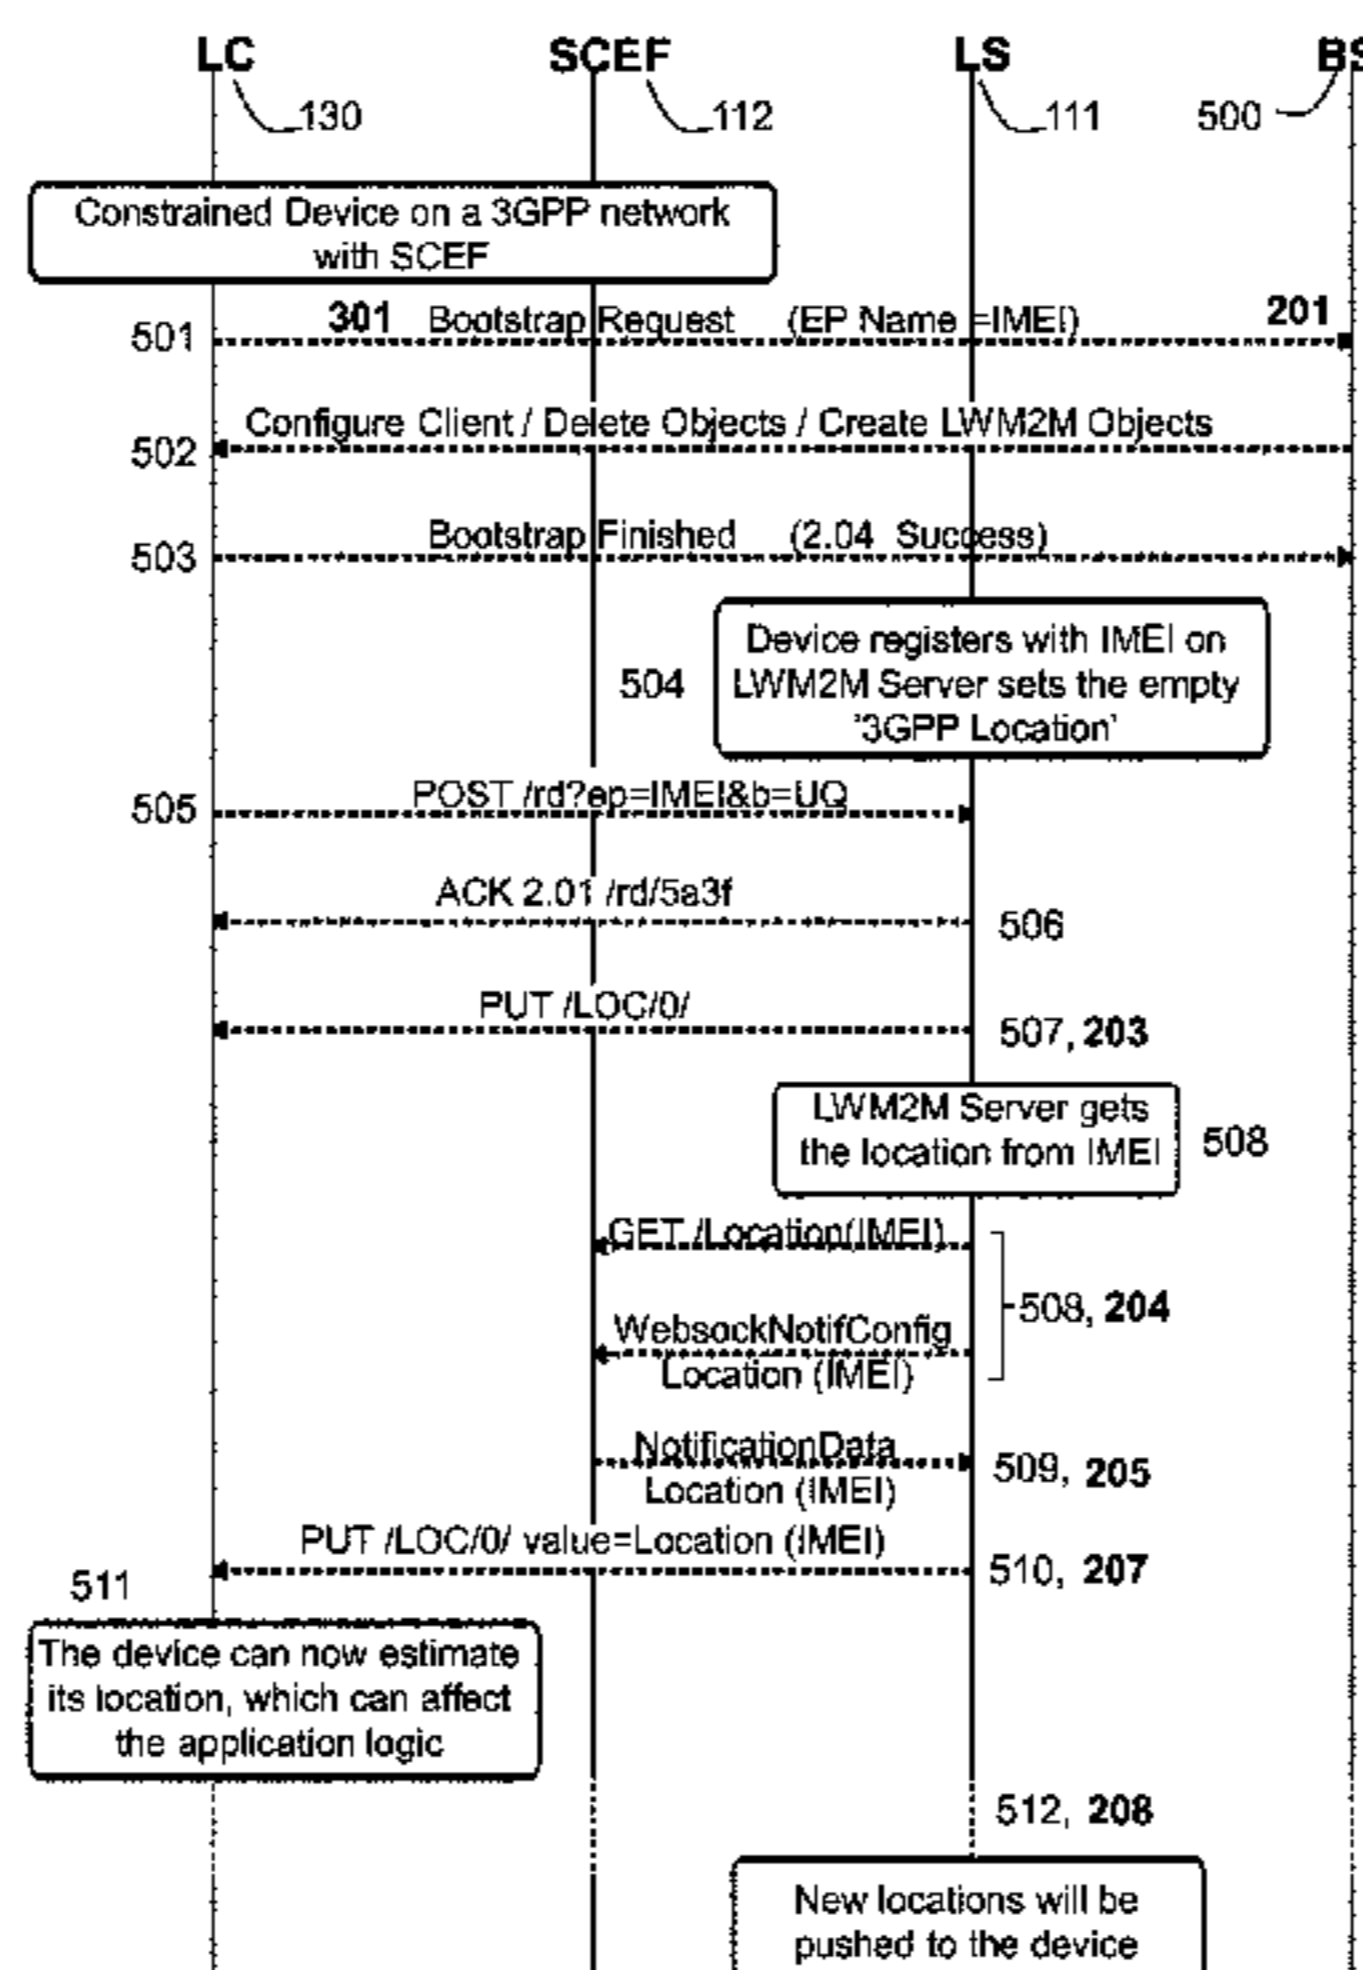 LC SCEF LS BS
130 112 111 500
Constrained Device on a 3GPP network
with SCEF
301 Bootstrap Request (EP Name =IMEI) 201
501
Configure Client / Delete Objects / Create LWM2M Objects
502
Bootstrap Finished (2.04 Success)
503
Device registers with IMEI on
504 LWM2M Server sets the empty
'3GPP Location'
POST /rd?ep=IMEI&b=UQ
505
ACK 2.01 /rd/5a3f
506
PUT /LOC/0/
507, 203
LWM2M Server gets
the location from IMEI 508
GET /Location(IMEI)
508, 204
WebsockNotifConfig
Location (IMEI)
NotificationData
509, 205
Location (IMEI)
PUT /LOC/0/ value=Location (IMEI)
510, 207
511
The device can now estimate
its location, which can affect
the application logic
512, 208
New locations will be
pushed to the device